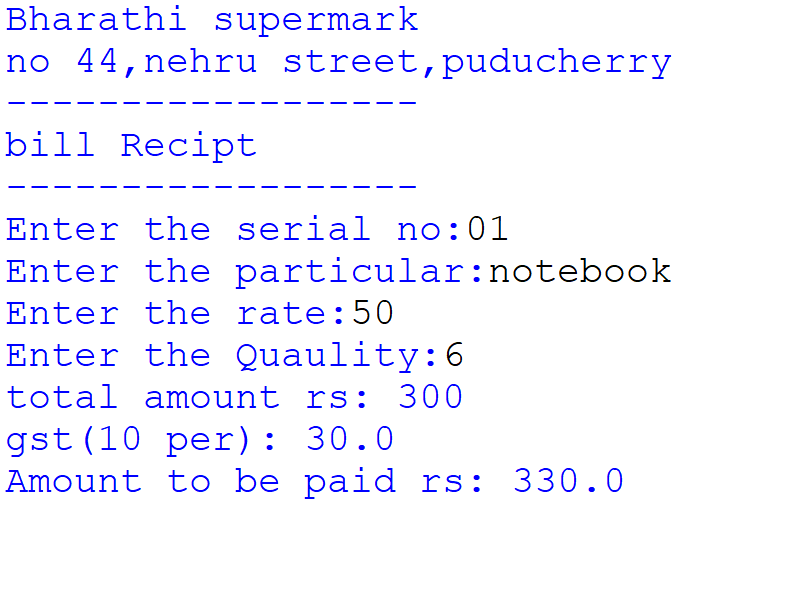 Bharathi supermark
no 44,nehru street,puducherry
------------------
bill Recipt
------------------
Enter the serial no:01
Enter the particular:notebook
Enter the rate:50
Enter the Quaulity:6
total amount rs: 300
gst(10 per): 30.0
Amount to be paid rs: 330.0